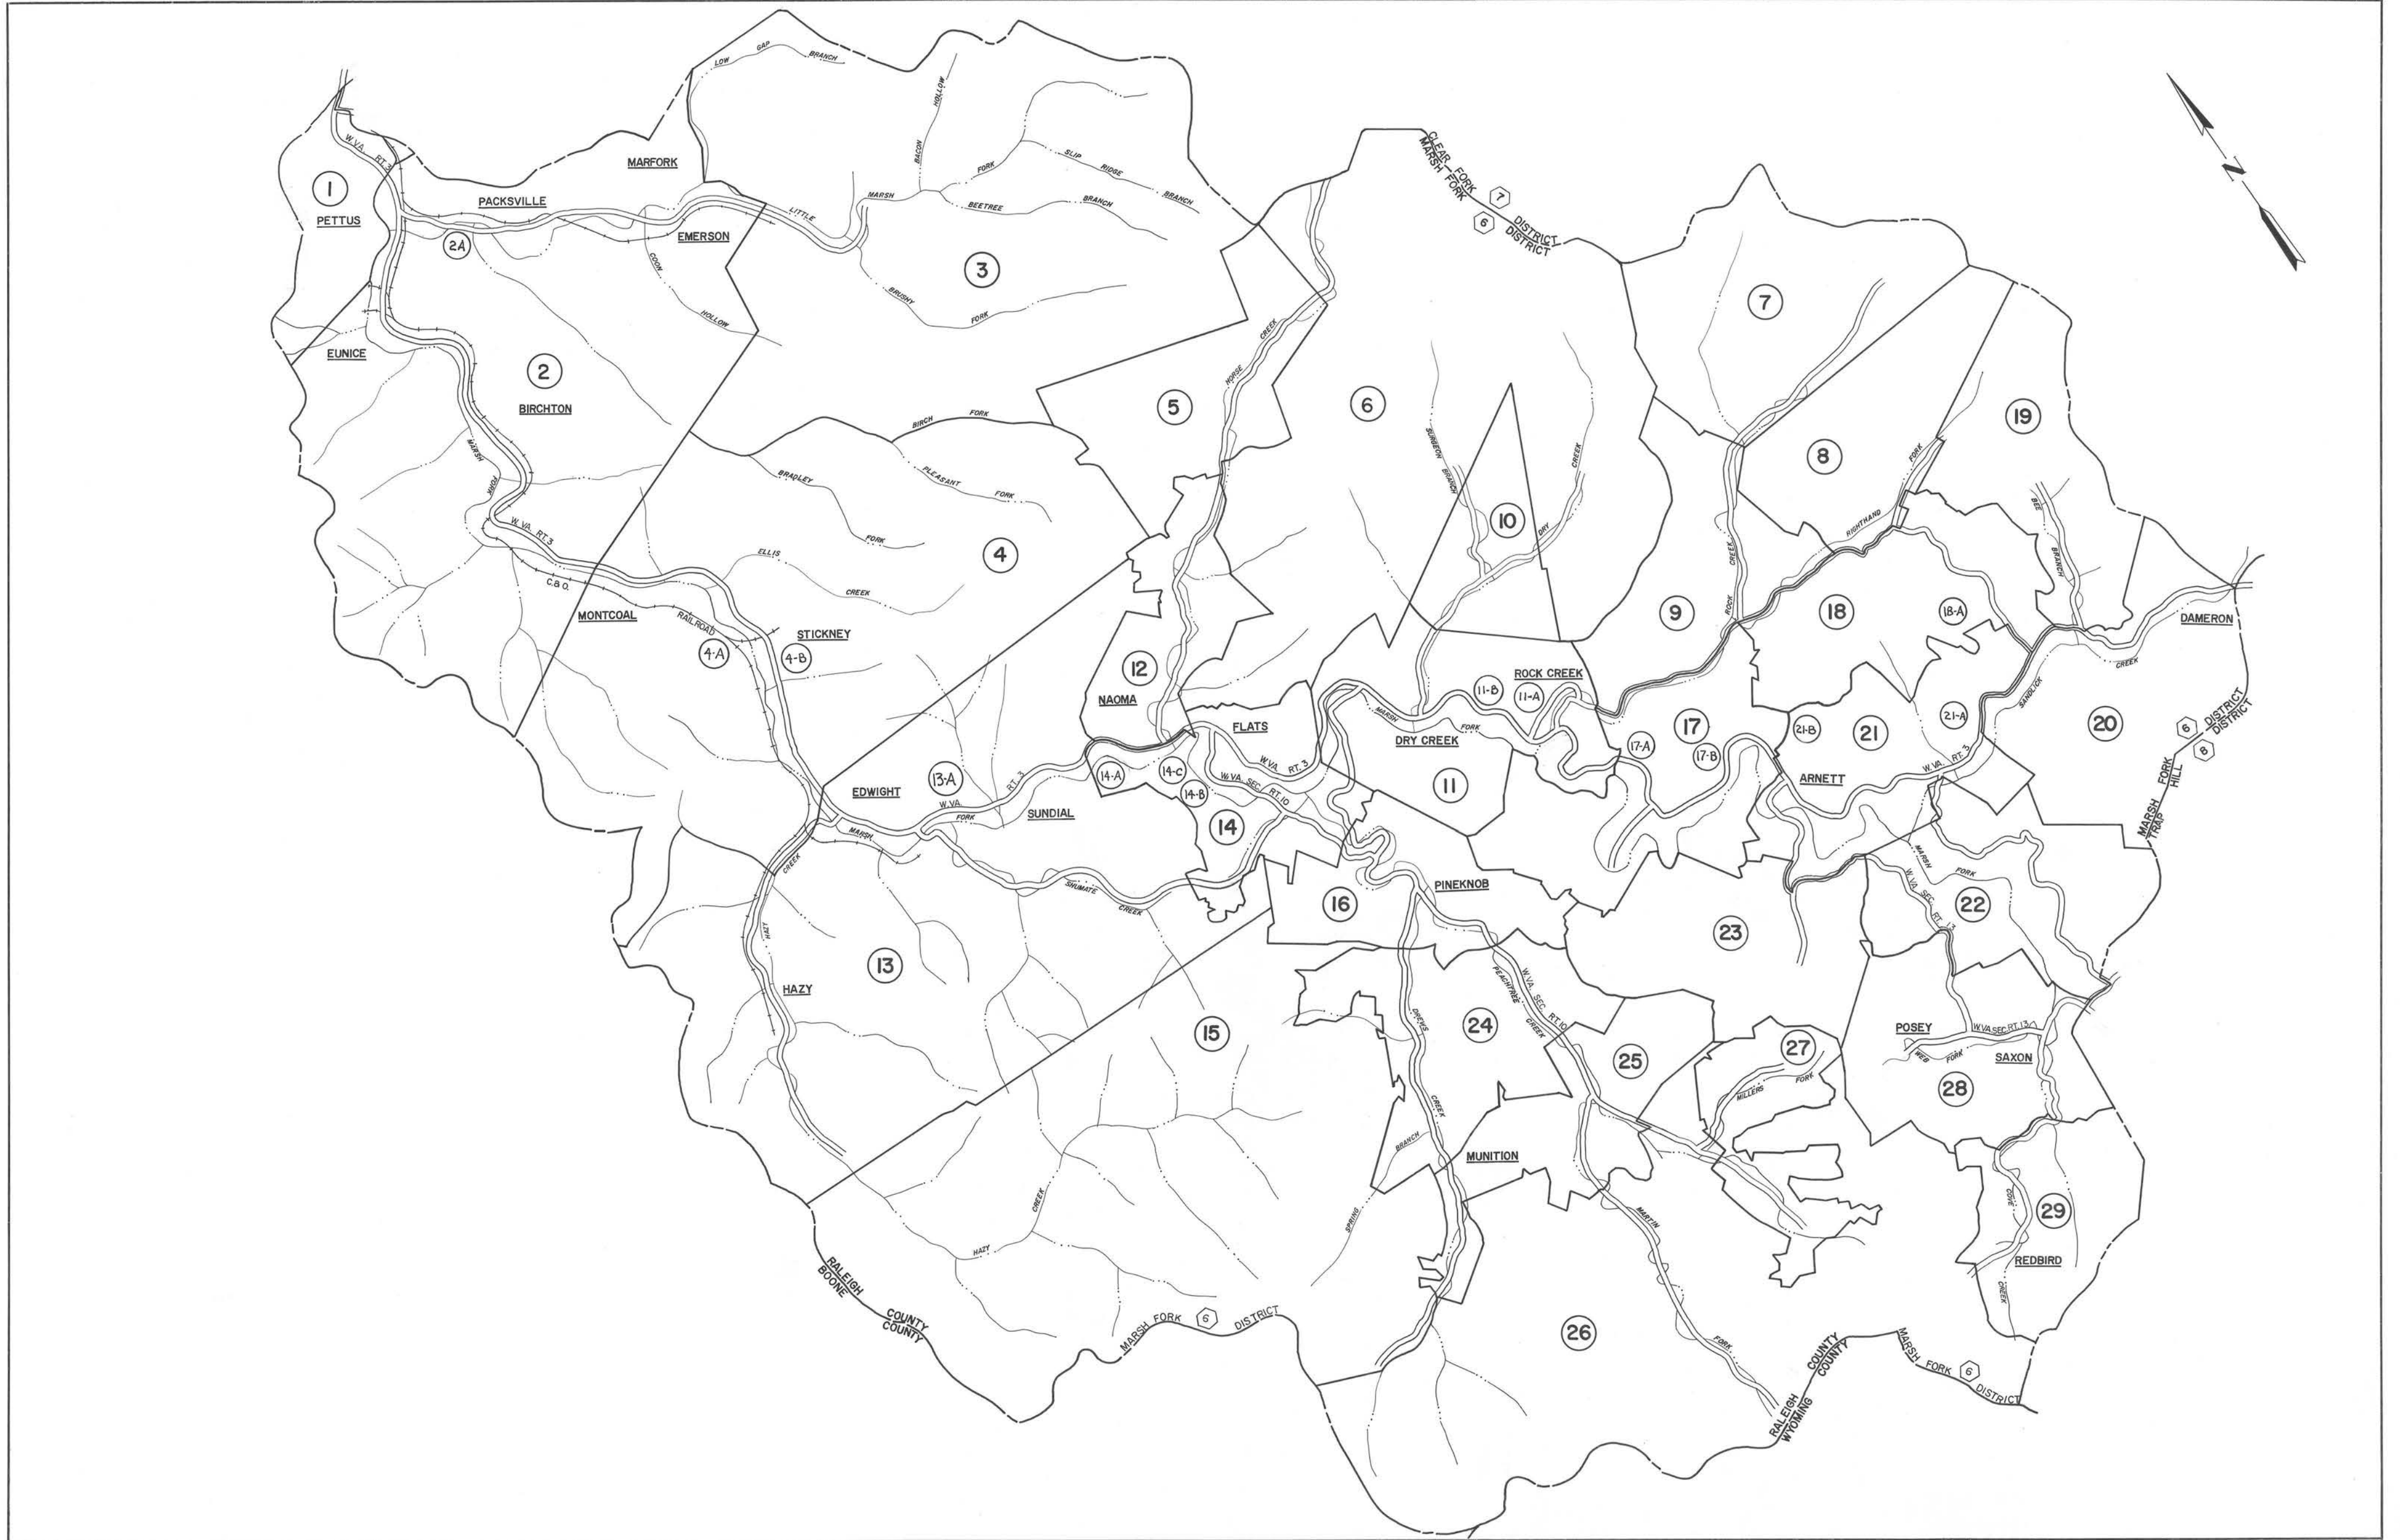 LOW GAP BRANCH
BACON HOLLOW
W. VA. RT. 3
MARFORK
1
PETTUS
PACKSVILLE
2A
EMERSON
LITTLE MARSH FORK
SLIP RIDGE BRANCH
BEETREE BRANCH
3
COON HOLLOW
BRUSHY FORK
CLEAR FORK 7 DISTRICT
MARSH FORK 6 DISTRICT
N
7
EUNICE
2
BIRCHTON
HORSE CREEK
5
6
BIRCH FORK
19
8
MARSH FORK
BRADLEY FORK
PLEASANT FORK
SURGEON BRANCH
10
DRY CREEK
RIGHTHAND FORK
BEE BRANCH
W. VA. RT. 3
C. & O. RAILROAD
4
ELLIS CREEK
ROCK CREEK
9
18
18-A
MONTCOAL
STICKNEY
4-A
4-B
DAMERON
CREEK
12
NAOMA
ROCK CREEK
11-B
11-A
MARSH FORK
DRY CREEK
FLATS
17
17-A
17-B
21-B
21
21-A
SANDLICK
20
MARSH FORK 6 DISTRICT
TRAP HILL 8 DISTRICT
13-A
EDWIGHT
W. VA. RT. 3
14-A
14-C
14-B
W. VA. RT. 3
W. VA. SEC. RT. 10
11
ARNETT
W. VA. RT. 3
SUNDIAL
MARSH FORK
14
CREEK
SHUMATE CREEK
PINEKNOB
16
MARSH FORK
W. VA. SEC. RT. 13
22
23
HAZY
13
HAZY
15
DREWS CREEK
24
PEACHTREE CREEK
W. VA. SEC. RT. 10
25
27
MILLERS FORK
POSEY
W. VA. SEC. RT. 13
WEB FORK
SAXON
28
SPRING BRANCH
MUNITION
MARTIN FORK
COVE CREEK
29
REDBIRD
HAZY CREEK
RALEIGH COUNTY
BOONE COUNTY
MARSH FORK 6 DISTRICT
26
RALEIGH COUNTY
WYOMING COUNTY
MARSH FORK 6 DISTRICT